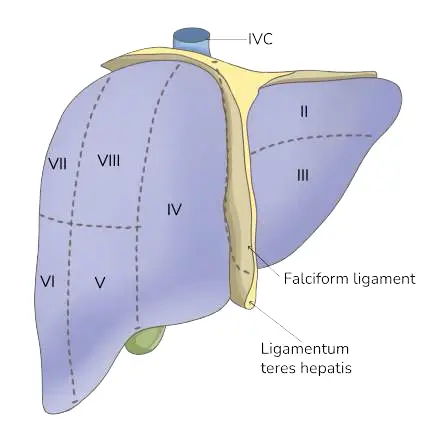 IVC
II
VIII
VII
III
IV
VI
V
Falciform ligament
Ligamentum
teres hepatis